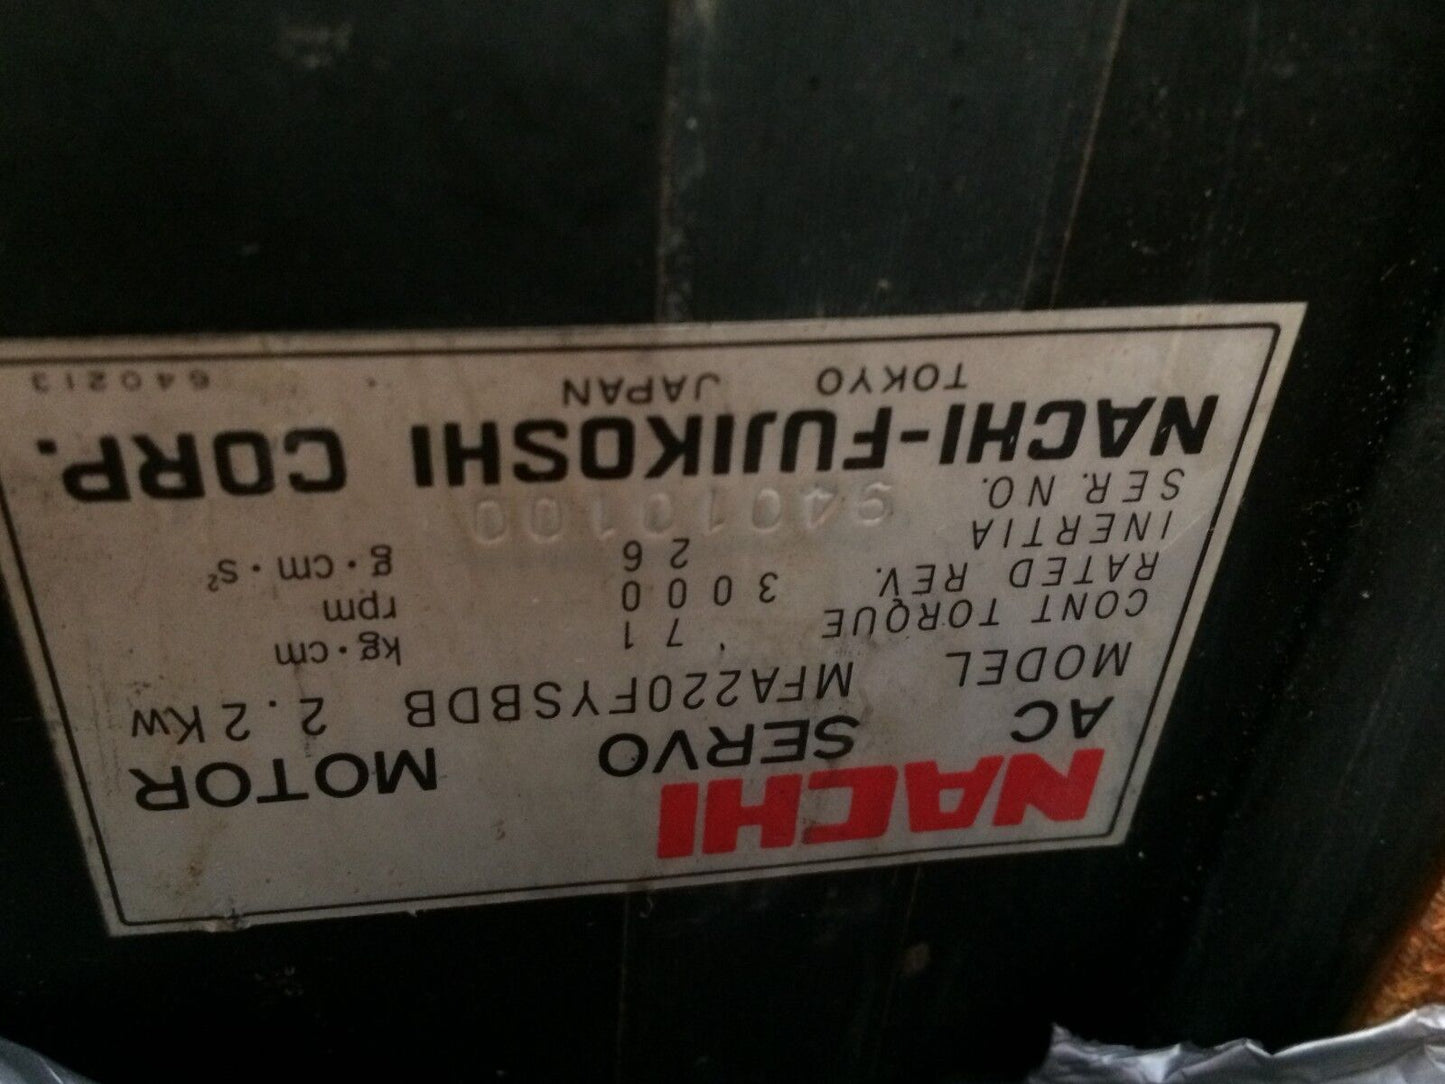 NACHI
AC SERVO MOTOR
MODEL MFA220FYSBDB 2.2Kw
CONT TORQUE 71 kg·cm
RATED REV. 3000 rpm
INERTIA 26 g·cm·s²
SER. NO. 94010100
NACHI-FUJIKOSHI CORP.
TOKYO JAPAN 640213